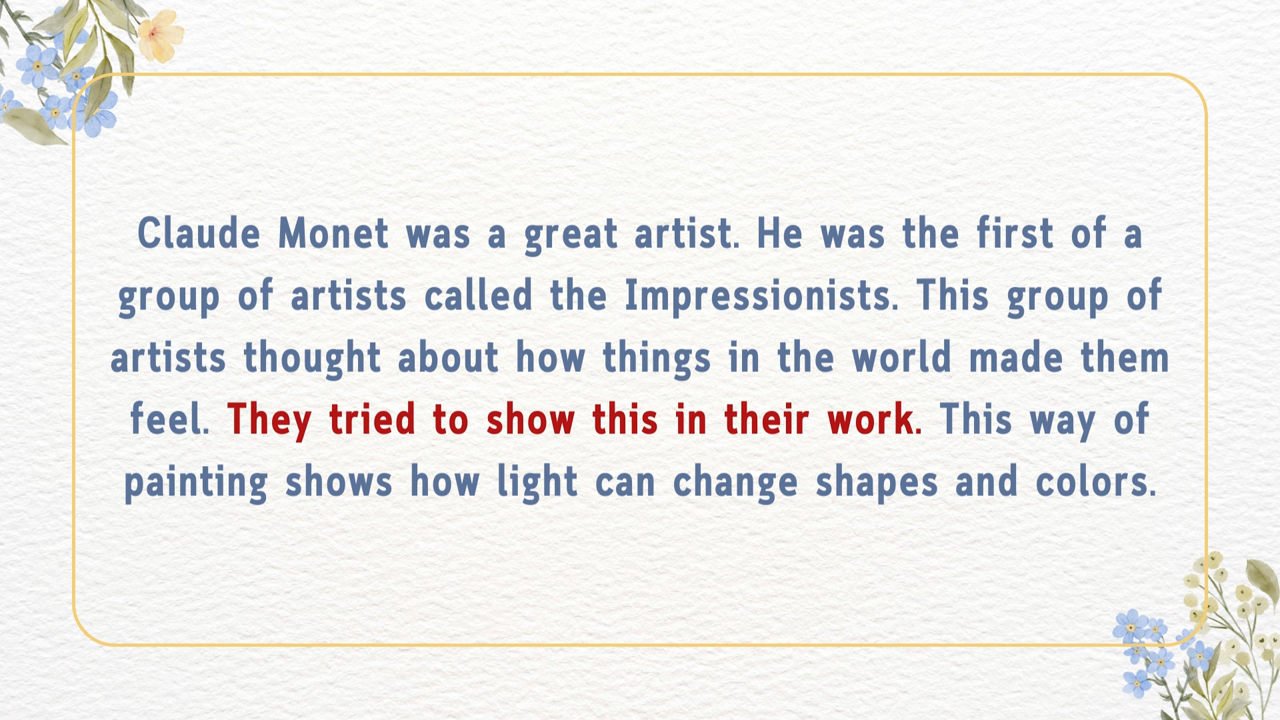 Claude Monet was a great artist. He was the first of a
group of artists called the Impressionists. This group of
artists thought about how things in the world made them
feel. They tried to show this in their work. This way of
painting shows how light can change shapes and colors.